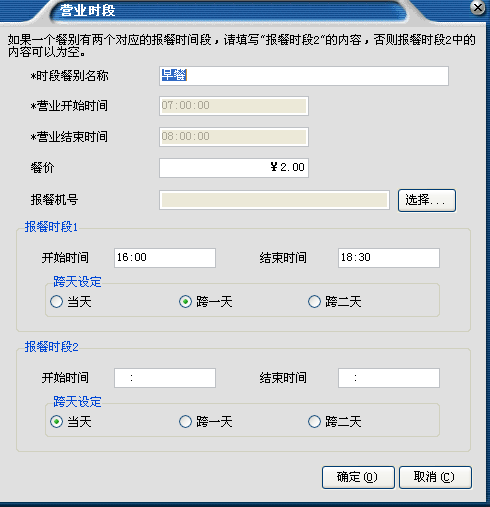 营业时段
如果一个餐别有两个对应的报餐时间段，请填写"报餐时段2"的内容，否则报餐时段2中的
内容可以为空。
*时段餐别名称 早餐
*营业开始时间 07:00:00
*营业结束时间 08:00:00
餐价 ￥2.00
报餐机号 选择...
报餐时段1
开始时间 16:00 结束时间 18:30
跨天设定
当天 跨一天 跨二天
报餐时段2
开始时间 : 结束时间 :
跨天设定
当天 跨一天 跨二天
确定(O) 取消(C)